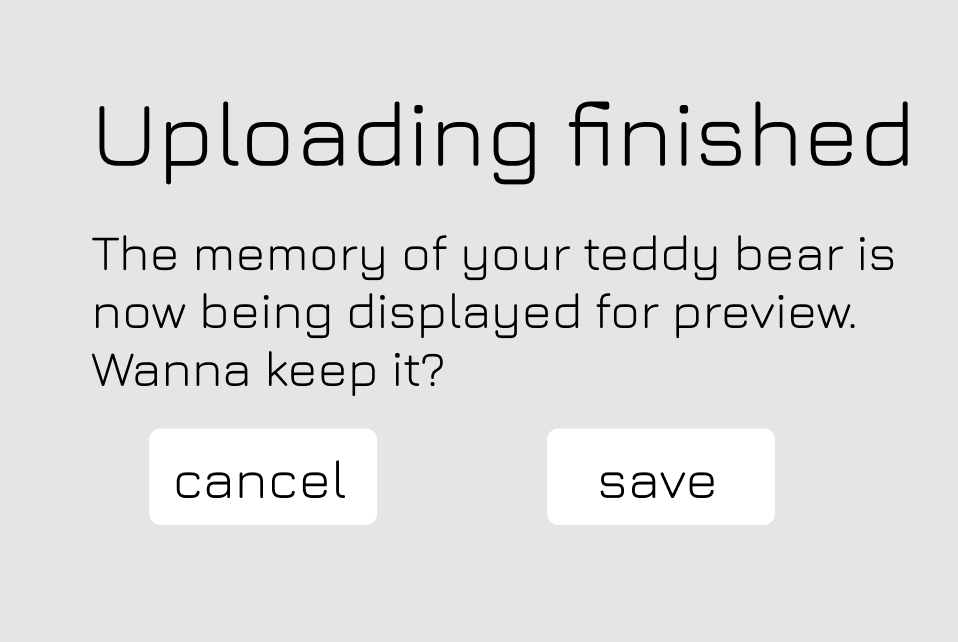 Uploading finished
The memory of your teddy bear is
now being displayed for preview.
Wanna keep it?
cancel
save